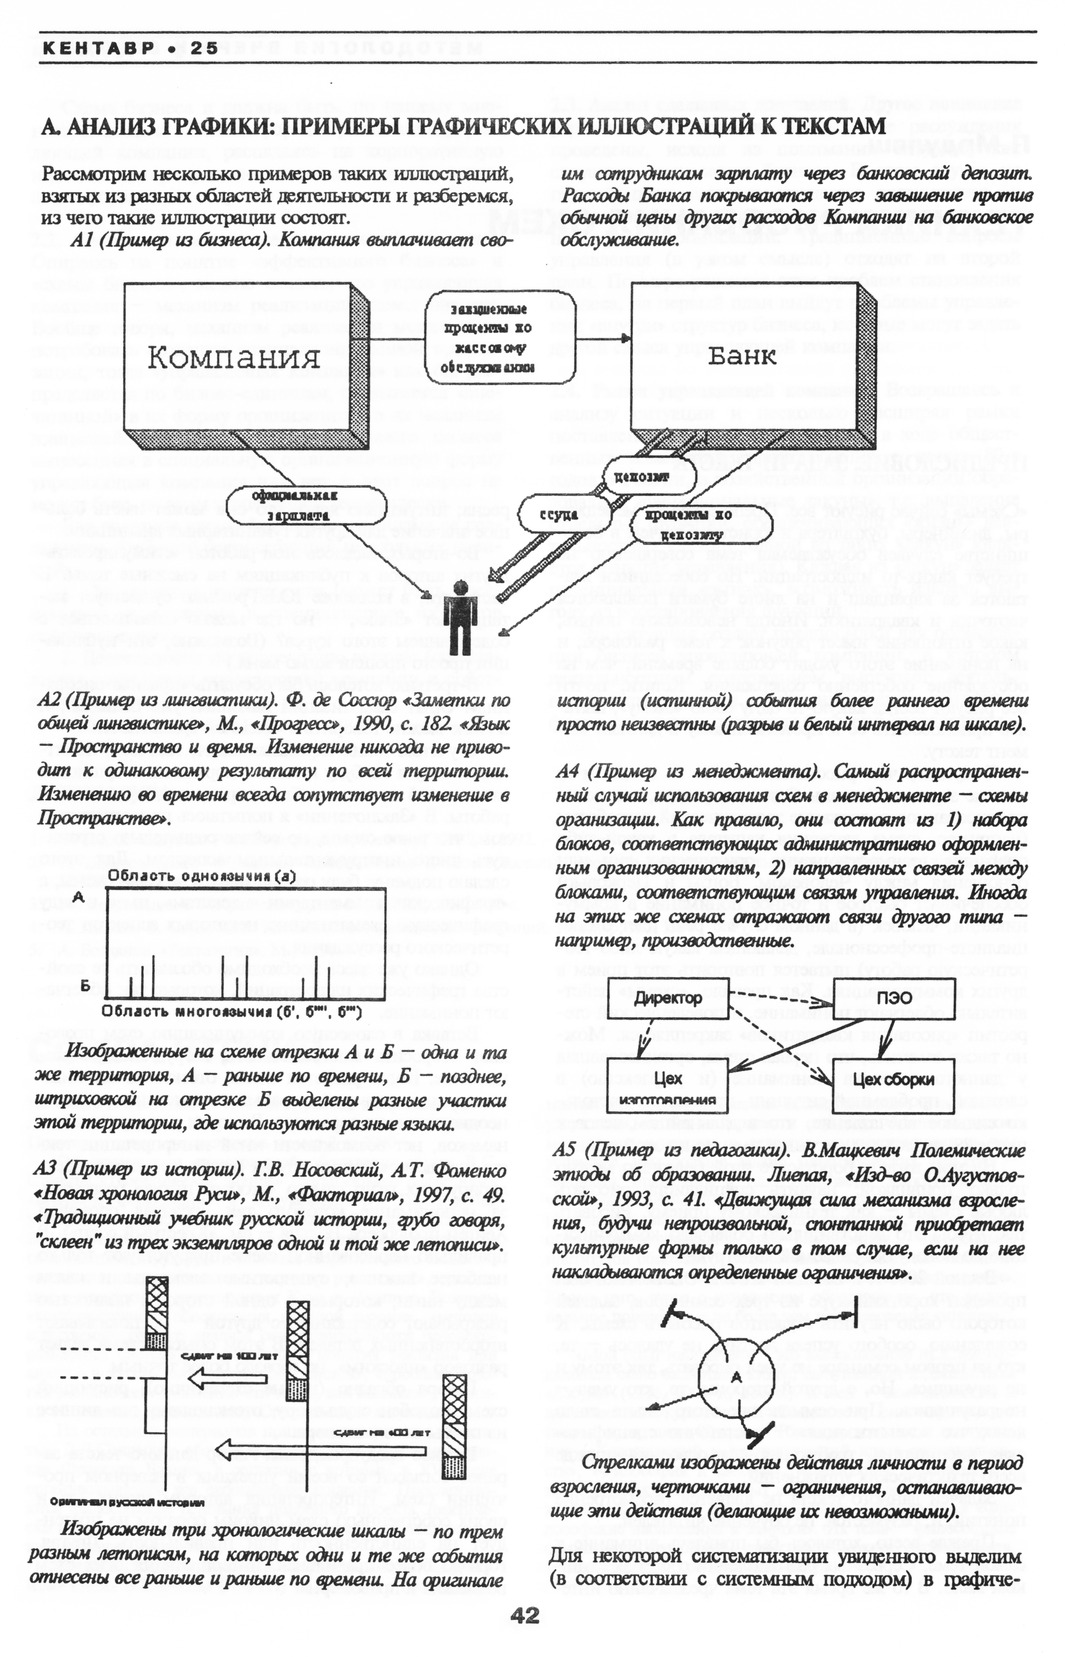 КЕНТАВР • 25
А. АНАЛИЗ ГРАФИКИ: ПРИМЕРЫ ГРАФИЧЕСКИХ ИЛЛЮСТРАЦИЙ К ТЕКСТАМ
Рассмотрим несколько примеров таких иллюстраций,
взятых из разных областей деятельности и разберемся,
из чего такие иллюстрации состоят.
А1 (Пример из бизнеса). Компания выплачивает сво-
им сотрудникам зарплату через банковский депозит.
Расходы Банка покрываются через завышение против
обычной цены других расходов Компании на банковское
обслуживание.
Компания
завышенные
проценты по
кассовому
обслуживанию
Банк
официальная
зарплата
депозит
ссуда
проценты по
депозиту
А2 (Пример из лингвистики). Ф. де Соссюр «Заметки по
общей лингвистике», М., «Прогресс», 1990, с. 182. «Язык
— Пространство и время. Изменение никогда не приво-
дит к одинаковому результату по всей территории.
Изменению во времени всегда сопутствует изменение в
Пространстве».
Область одноязычия (а)
А
Б
Область многоязычия (б', б'''', б''')
Изображенные на схеме отрезки А и Б — одна и та
же территория, А — раньше по времени, Б — позднее,
штриховкой на отрезке Б выделены разные участки
этой территории, где используются разные языки.
А3 (Пример из истории). Г.В. Носовский, А.Т. Фоменко
«Новая хронология Руси», М., «Факториал», 1997, с. 49.
«Традиционный учебник русской истории, грубо говоря,
"склеен" из трех экземпляров одной и той же летописи».
сдвиг на 100 лет
сдвиг на 400 лет
Оригинал русской истории
Изображены три хронологические шкалы — по трем
разным летописям, на которых одни и те же события
отнесены все раньше и раньше по времени. На оригинале
истории (истинной) события более раннего времени
просто неизвестны (разрыв и белый интервал на шкале).
А4 (Пример из менеджмента). Самый распространен-
ный случай использования схем в менеджменте — схемы
организации. Как правило, они состоят из 1) набора
блоков, соответствующих административно оформлен-
ным организованностям, 2) направленных связей между
блоками, соответствующим связям управления. Иногда
на этих же схемах отражают связи другого типа —
например, производственные.
Директор
ПЭО
Цех
изготовления
Цех сборки
А5 (Пример из педагогики). В.Мацкевич Полемические
этюды об образовании. Лиепая, «Изд-во О.Аугустов-
ской», 1993, с. 41. «Движущая сила механизма взросле-
ния, будучи непроизвольной, спонтанной приобретает
культурные формы только в том случае, если на нее
накладываются определенные ограничения».
А
Стрелками изображены действия личности в период
взросления, черточками — ограничения, останавливаю-
щие эти действия (делающие их невозможными).
Для некоторой систематизации увиденного выделим
(в соответствии с системным подходом) в графиче-
42